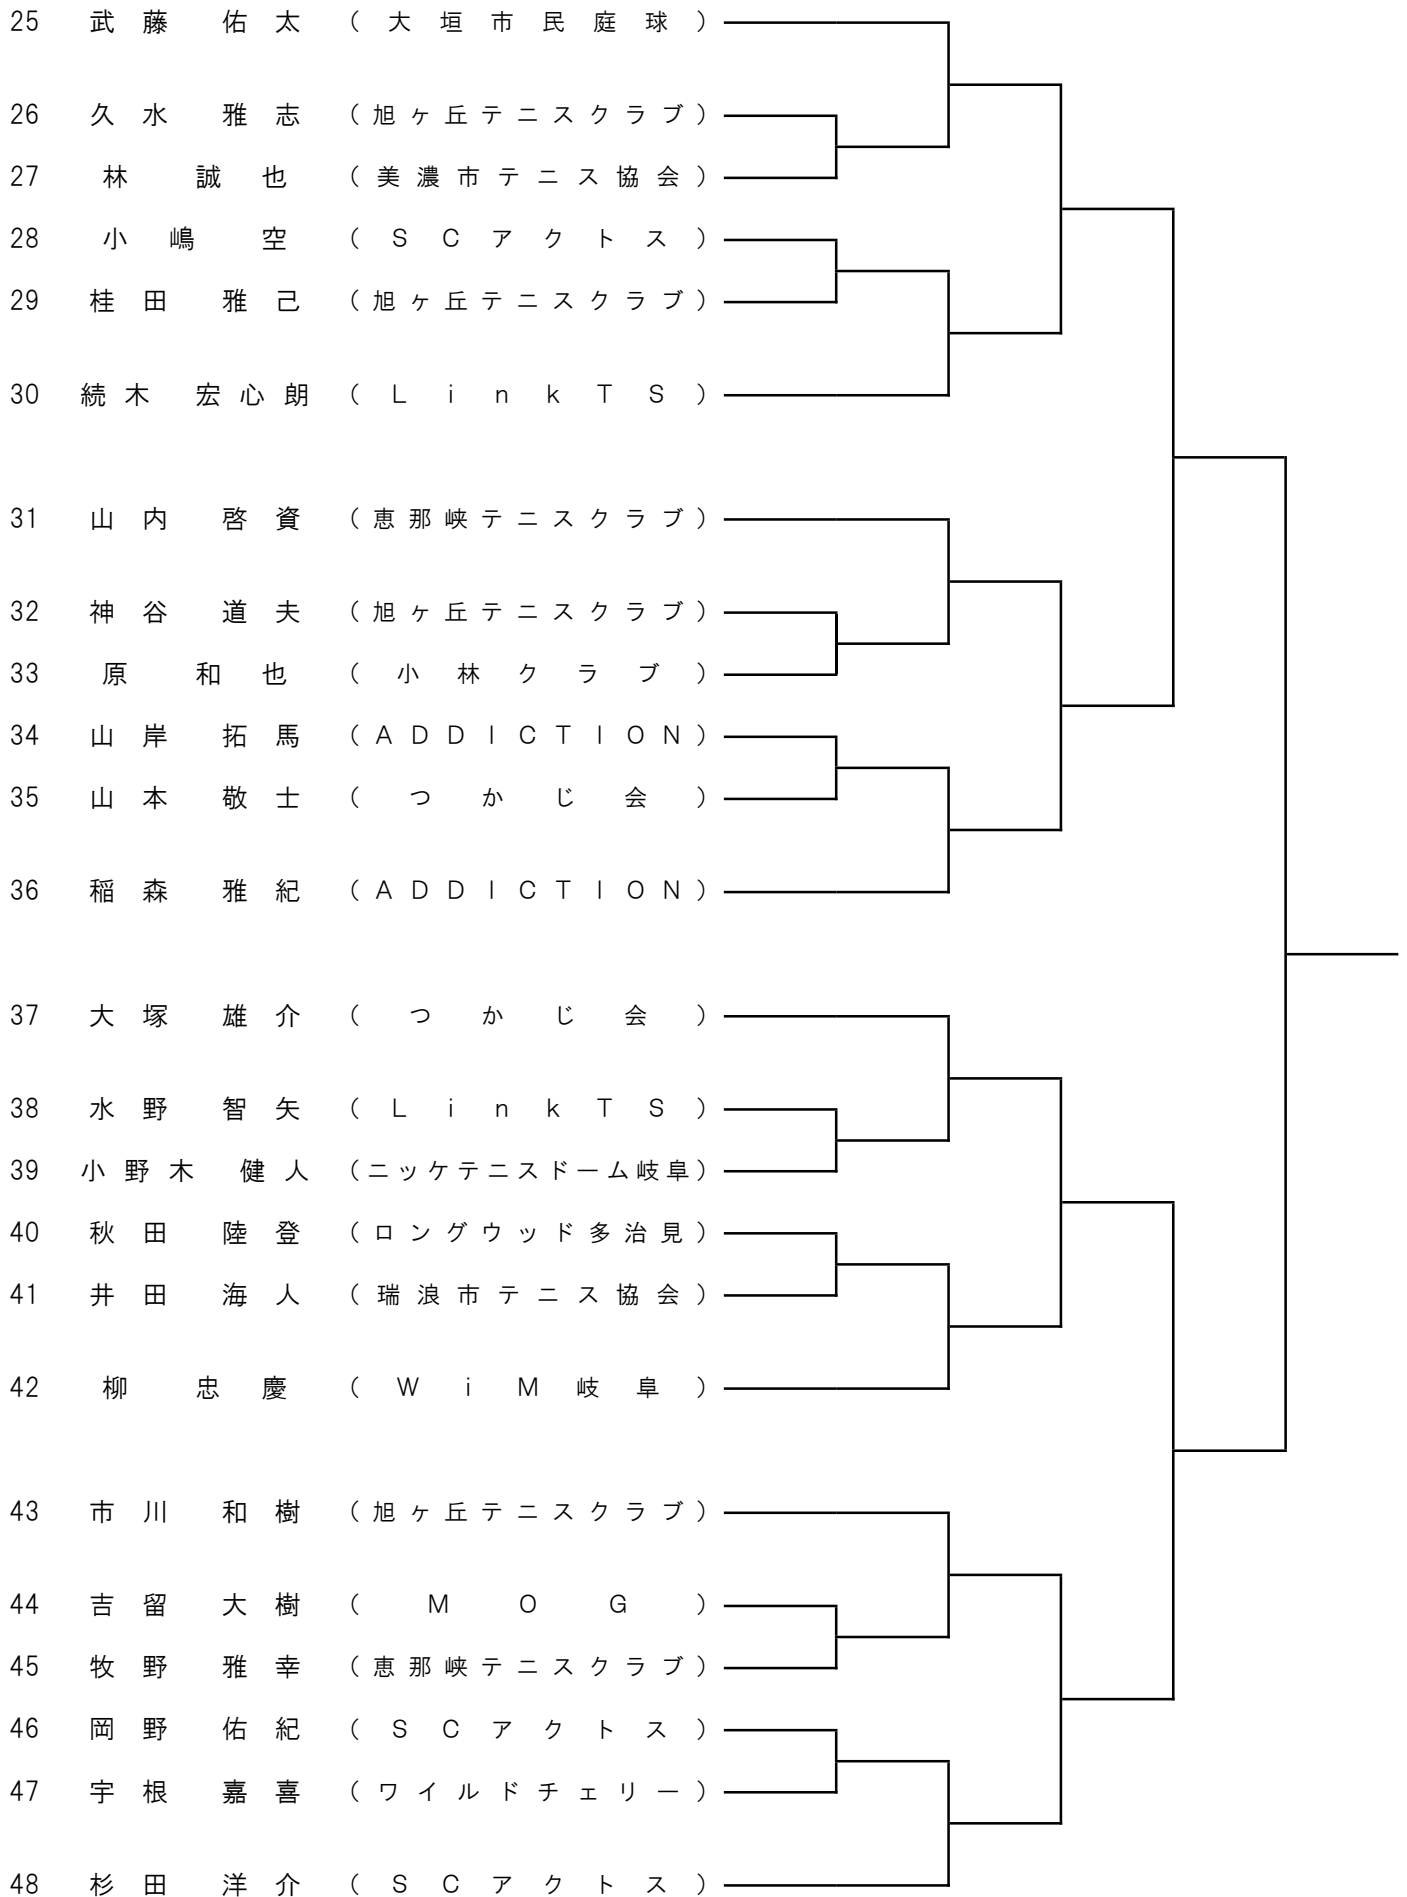 25 武藤 佑太 (大垣市民庭球)
26 久水 雅志 (旭ヶ丘テニスクラブ)
27 林 誠也 (美濃市テニス協会)
28 小嶋 空 (SCアクトス)
29 桂田 雅己 (旭ヶ丘テニスクラブ)
30 続木 宏心朗 (LinkTS)
31 山内 啓資 (恵那峡テニスクラブ)
32 神谷 道夫 (旭ヶ丘テニスクラブ)
33 原 和也 (小林クラブ)
34 山岸 拓馬 (ADDICTION)
35 山本 敬士 (つかじ会)
36 稲森 雅紀 (ADDICTION)
37 大塚 雄介 (つかじ会)
38 水野 智矢 (LinkTS)
39 小野木 健人 (ニッケテニスドーム岐阜)
40 秋田 陸登 (ロングウッド多治見)
41 井田 海人 (瑞浪市テニス協会)
42 柳 忠慶 (WiM岐阜)
43 市川 和樹 (旭ヶ丘テニスクラブ)
44 吉留 大樹 (MOG)
45 牧野 雅幸 (恵那峡テニスクラブ)
46 岡野 佑紀 (SCアクトス)
47 宇根 嘉喜 (ワイルドチェリー)
48 杉田 洋介 (SCアクトス)